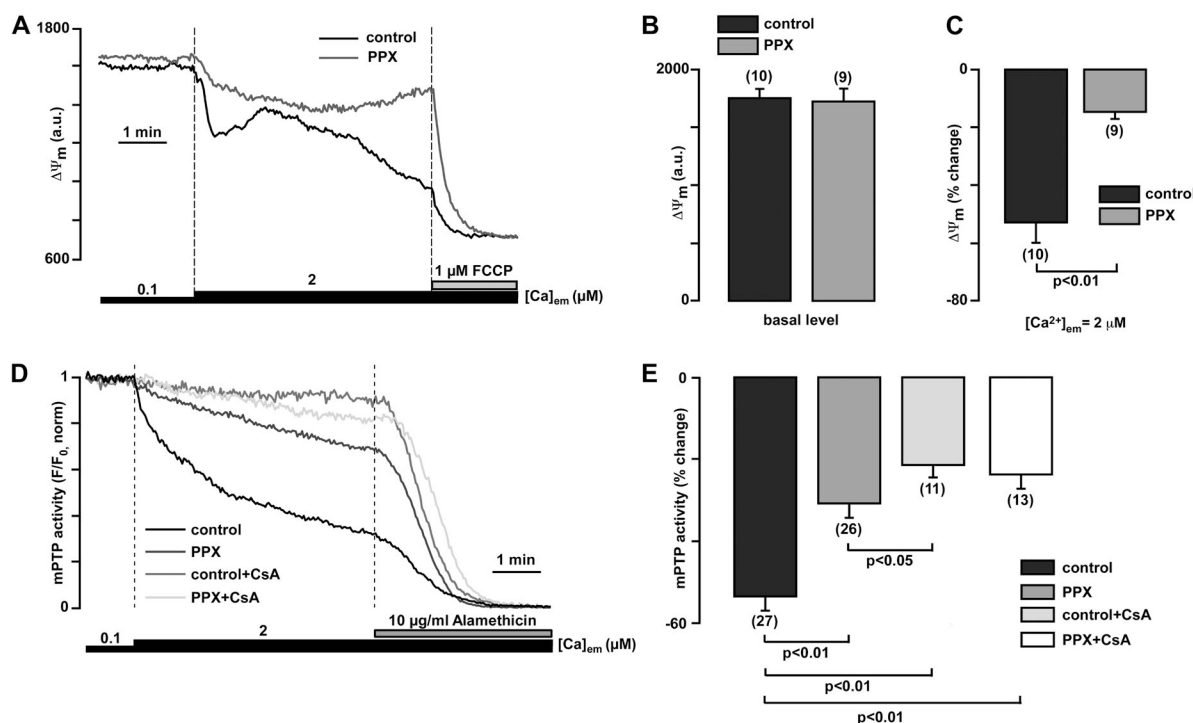 A
1800
control
PPX
1 min
ΔΨm (a.u.)
600
0.1
2
1 µM FCCP
[Ca]em (µM)
B
control
PPX
2000
(10)
(9)
ΔΨm (a.u.)
0
basal level
C
0
(9)
ΔΨm (% change)
control
PPX
(10)
p<0.01
-80
[Ca²⁺]em= 2 µM
D
1
mPTP activity (F/F0, norm)
control
PPX
control+CsA
PPX+CsA
1 min
0
0.1
2
10 µg/ml Alamethicin
[Ca]em (µM)
E
0
mPTP activity (% change)
(11)
(13)
(26)
p<0.05
control
PPX
control+CsA
PPX+CsA
(27)
-60
p<0.01
p<0.01
p<0.01